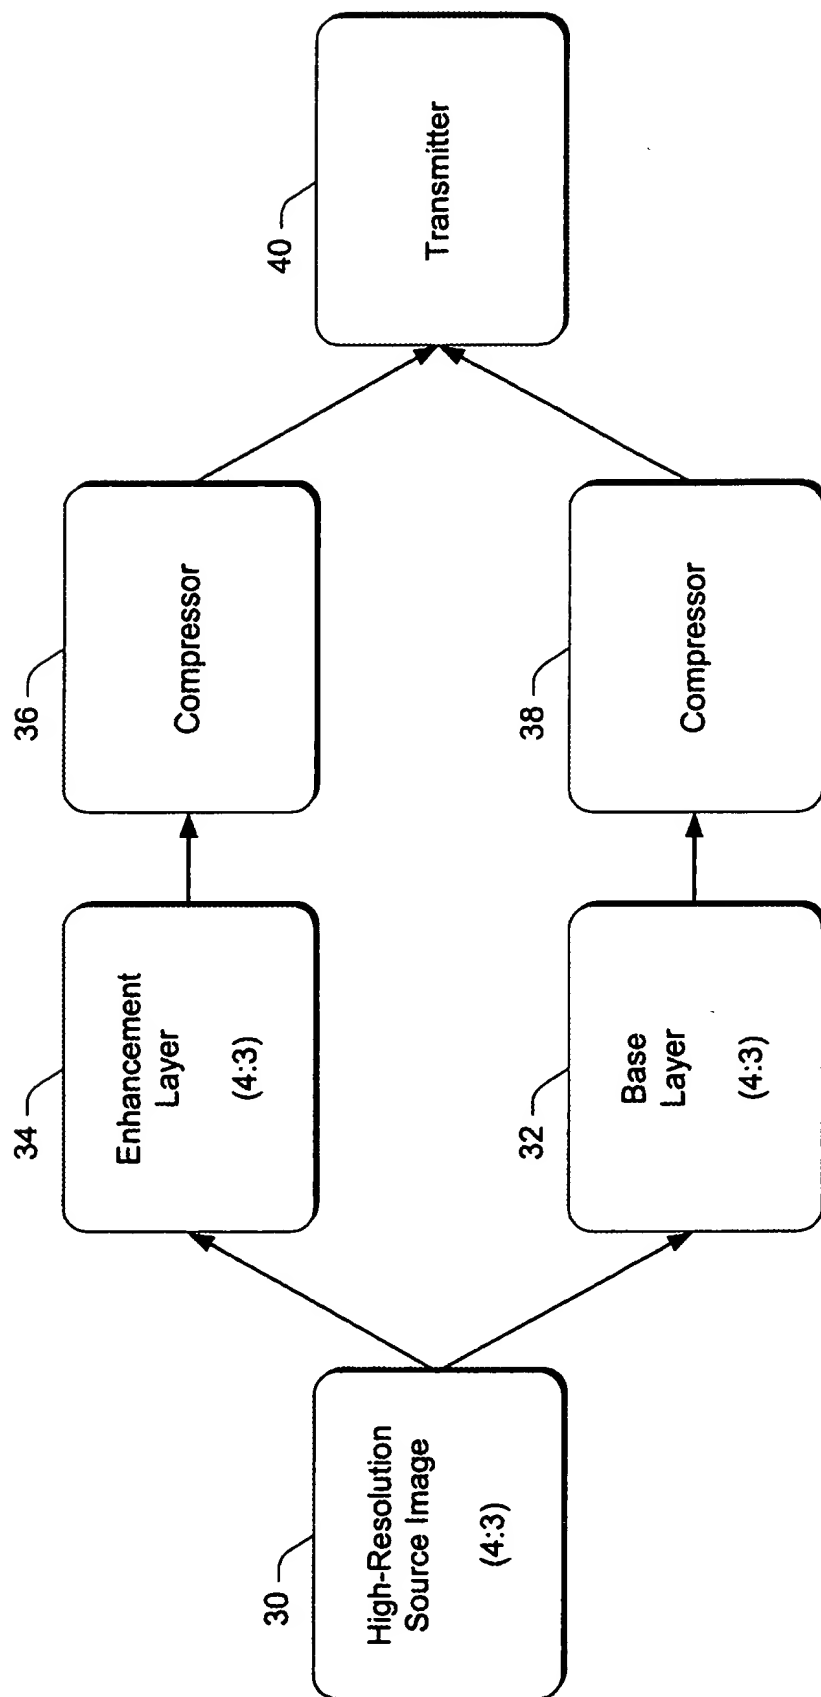 30
High-Resolution
Source Image
(4:3)
34
Enhancement
Layer
(4:3)
36
Compressor
32
Base
Layer
(4:3)
38
Compressor
40
Transmitter